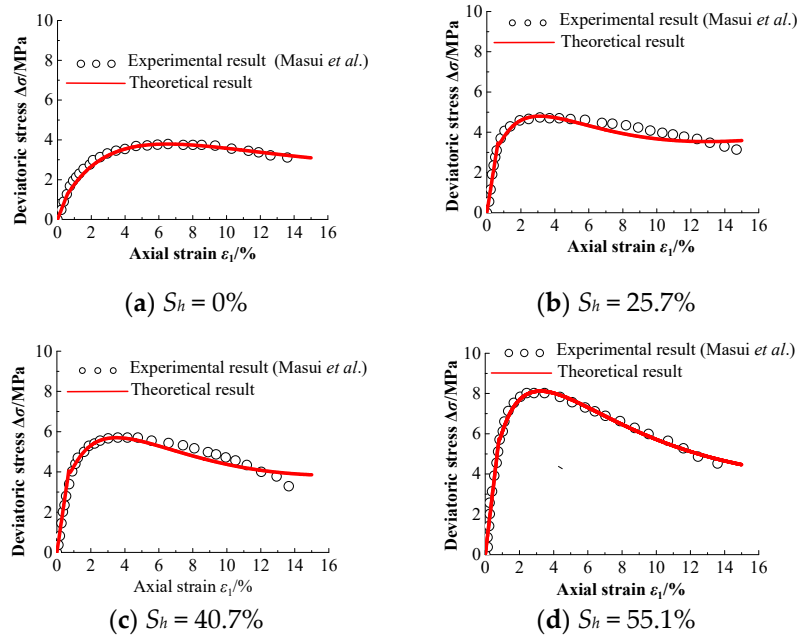 Deviatoric stress Δσ/MPa
10
8
6
4
2
0
Experimental result (Masui et al.)
Theoretical result
0 2 4 6 8 10 12 14 16
Axial strain ε₁/%
(a) Sₕ = 0%
Deviatoric stress Δσ/MPa
10
8
6
4
2
0
Experimental result (Masui et al.)
Theoretical result
0 2 4 6 8 10 12 14 16
Axial strain ε₁/%
(b) Sₕ = 25.7%
Deviatoric stress Δσ/MPa
10
8
6
4
2
0
Experimental result (Masui et al.)
Theoretical result
0 2 4 6 8 10 12 14 16
Axial strain ε₁/%
(c) Sₕ = 40.7%
Deviatoric stress Δσ/MPa
10
8
6
4
2
0
Experimental result (Masui et al.)
Theoretical result
0 2 4 6 8 10 12 14 16
Axial strain ε₁/%
(d) Sₕ = 55.1%